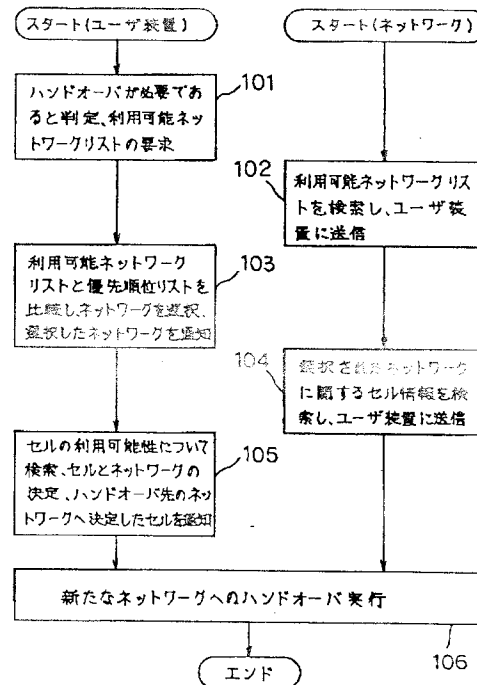 スタート(ユーザ装置)
スタート(ネットワーク)
101
ハンドオーバが必要であ
ると判定、利用可能ネッ
トワークリストの要求
102
利用可能ネットワークリス
トを検索し、ユーザ装
置に送信
103
利用可能ネットワーク
リストと優先順位リストを
比較し、ネットワークを選択、
選択したネットワークを通知
104
選択されたネットワーク
に関するセル情報を検
索し、ユーザ装置に送信
105
セルの利用可能性について
検索、セルとネットワークの
決定、ハンドオーバ先のネッ
トワークへ決定したセルを通知
新たなネットワークへのハンドオーバ実行
106
エンド